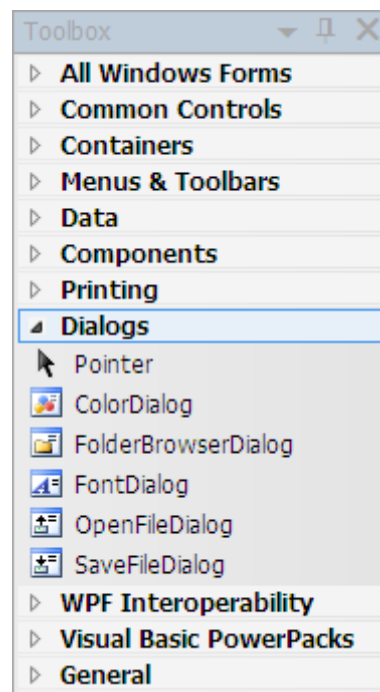 Toolbox
All Windows Forms
Common Controls
Containers
Menus & Toolbars
Data
Components
Printing
Dialogs
Pointer
ColorDialog
FolderBrowserDialog
FontDialog
OpenFileDialog
SaveFileDialog
WPF Interoperability
Visual Basic PowerPacks
General